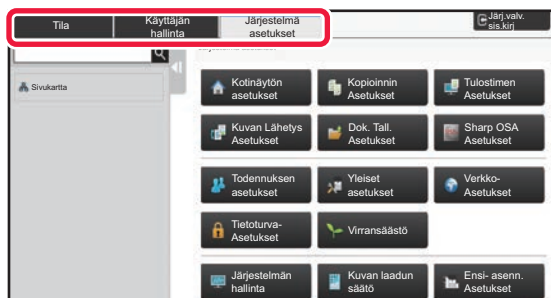 Tila
Käyttäjän
hallinta
Järjestelmä
asetukset
Järj.valv.
sis.kirj
Sivukartta
Kotinäytön
asetukset
Kopioinnin
Asetukset
Tulostimen
Asetukset
Kuvan Lähetys
Asetukset
Dok. Tall.
Asetukset
Sharp OSA
Asetukset
Todennuksen
asetukset
Yleiset
asetukset
Verkko-
Asetukset
Tietoturva-
Asetukset
Virransäästö
Järjestelmän
hallinta
Kuvan laadun
säätö
Ensi- asenn.
Asetukset